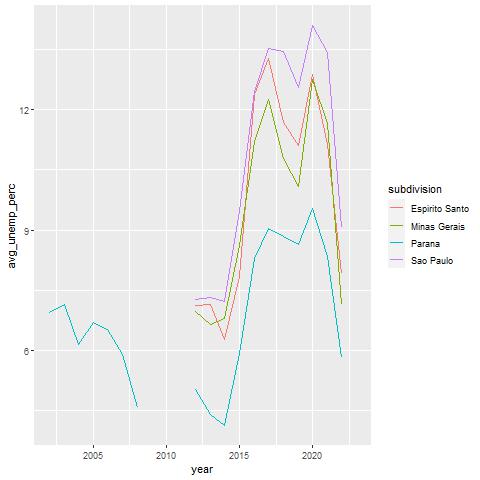 12
9
6
avg_unemp_perc
2005
2010
2015
2020
year
subdivision
Espirito Santo
Minas Gerais
Parana
Sao Paulo